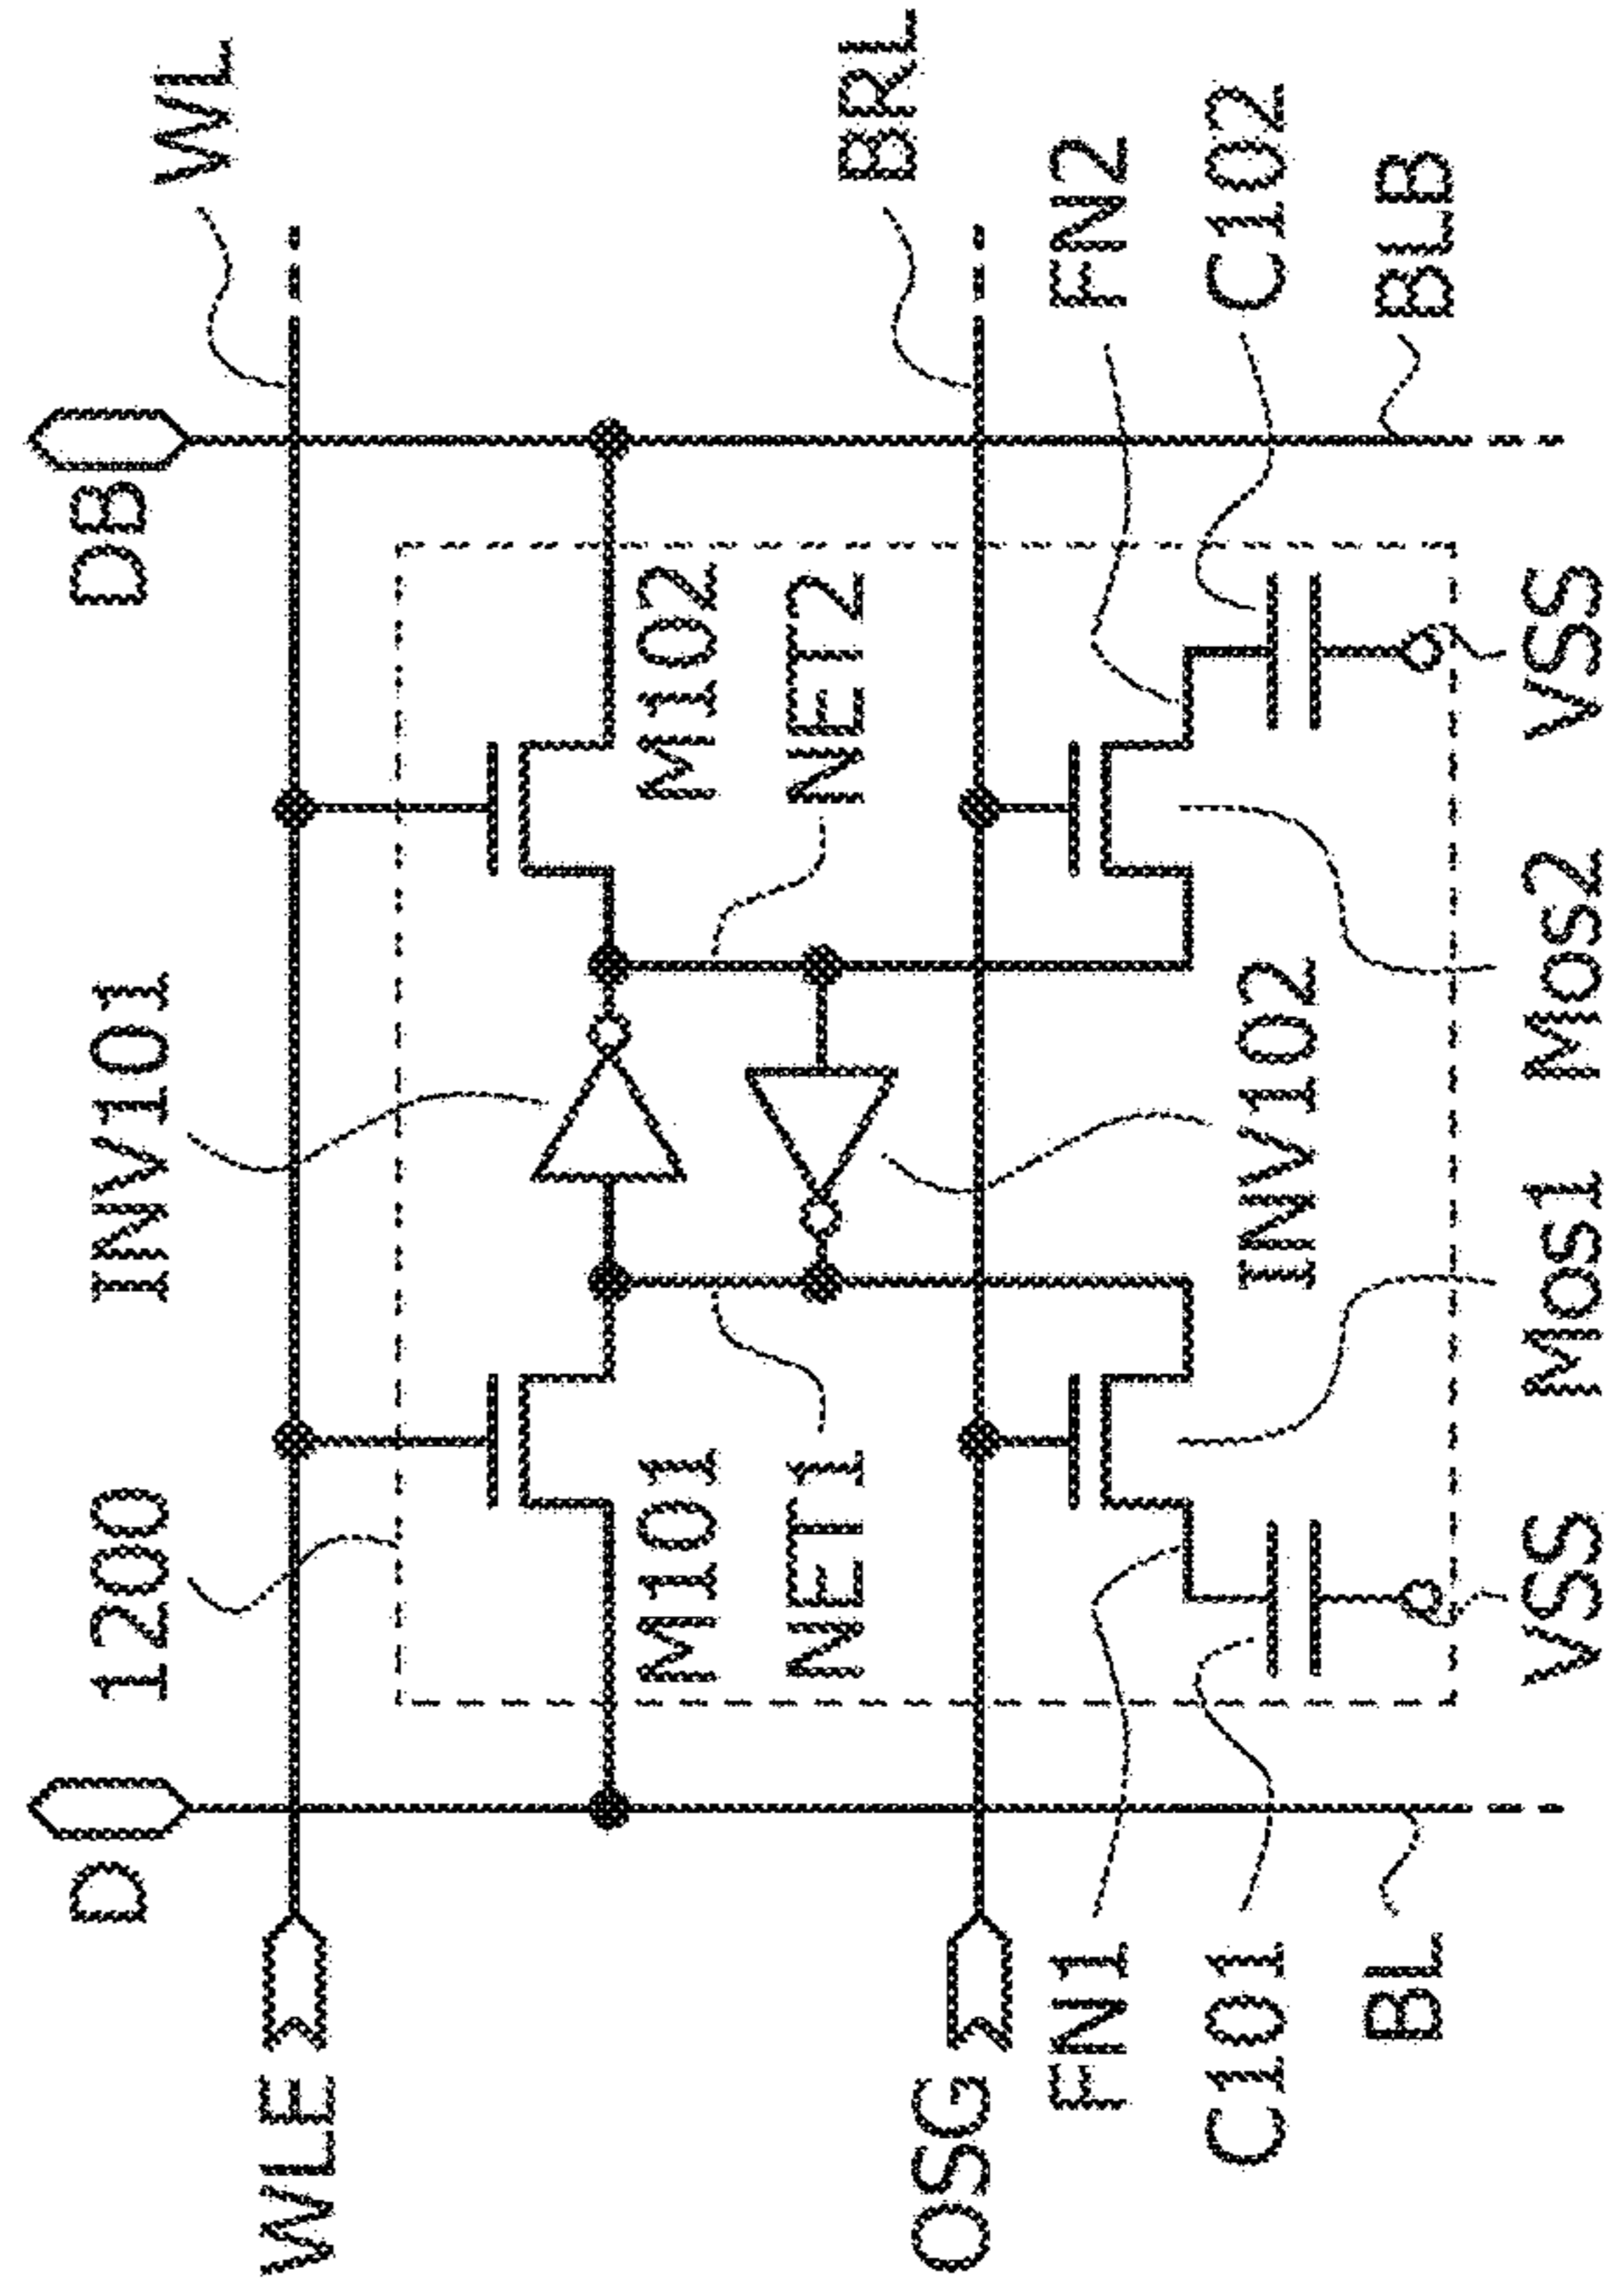 D
1200
INV101
DB
WL
WLE
M101
M102
NET1
NET2
BRL
OSG
FN1
FN2
C101
INV102
C102
BL
BLB
VSS
Mos1
Mos2
VSS